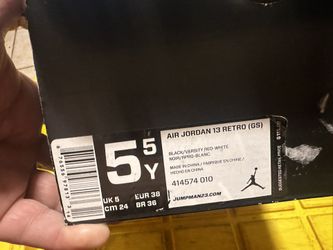 5 5
Y
UK 5
EUR 38
CM 24
BR 36
AIR JORDAN 13 RETRO (GS)
BLACK/VARSITY RED-WHITE
NOIR/RPRO-BLANC
MADE IN CHINA / FABRIQUE EN CHINE /
HECHO EN CHINA
414574 010
JUMPMAN23.COM